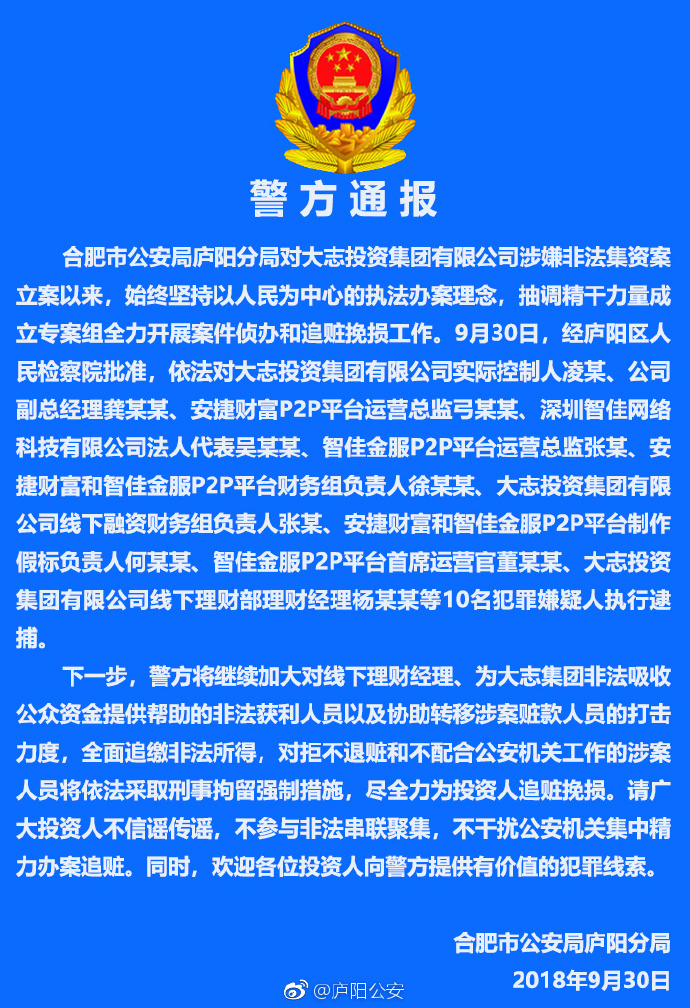 警方通报
合肥市公安局庐阳分局对大志投资集团有限公司涉嫌非法集资案
立案以来，始终坚持以人民为中心的执法办案理念，抽调精干力量成
立专案组全力开展案件侦办和追赃挽损工作。9月30日，经庐阳区人
民检察院批准，依法对大志投资集团有限公司实际控制人凌某、公司
副总经理龚某某、安捷财富P2P平台运营总监弓某某、深圳智佳网络
科技有限公司法人代表吴某某、智佳金服P2P平台运营总监张某、安
捷财富和智佳金服P2P平台财务组负责人徐某某、大志投资集团有限
公司线下融资财务组负责人张某、安捷财富和智佳金服P2P平台制作
假标负责人何某某、智佳金服P2P平台首席运营官董某某、大志投资
集团有限公司线下理财部理财经理杨某某等10名犯罪嫌疑人执行逮
捕。
下一步，警方将继续加大对线下理财经理、为大志集团非法吸收
公众资金提供帮助的非法获利人员以及协助转移涉案赃款人员的打击
力度，全面追缴非法所得，对拒不退赃和不配合公安机关工作的涉案
人员将依法采取刑事拘留强制措施，尽全力为投资人追赃挽损。请广
大投资人不信谣传谣，不参与非法串联聚集，不干扰公安机关集中精
力办案追赃。同时，欢迎各位投资人向警方提供有价值的犯罪线索。
合肥市公安局庐阳分局
2018年9月30日
@庐阳公安